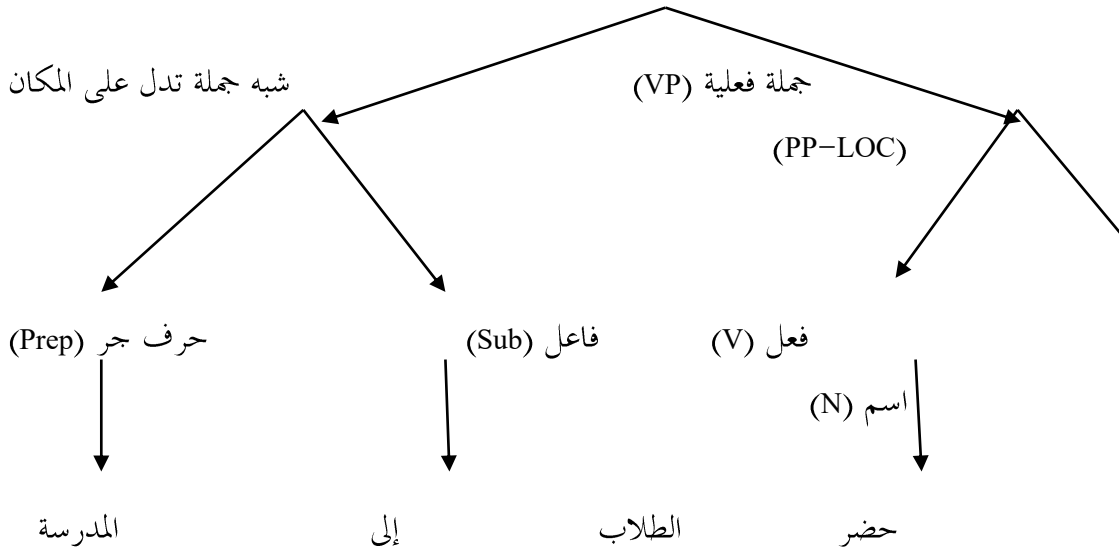 جملة فعلية (VP) شبه جملة تدل على المكان
(PP-LOC)
فعل (V) فاعل (Sub) حرف جر (Prep)
اسم (N)
حضر الطلاب إلى المدرسة